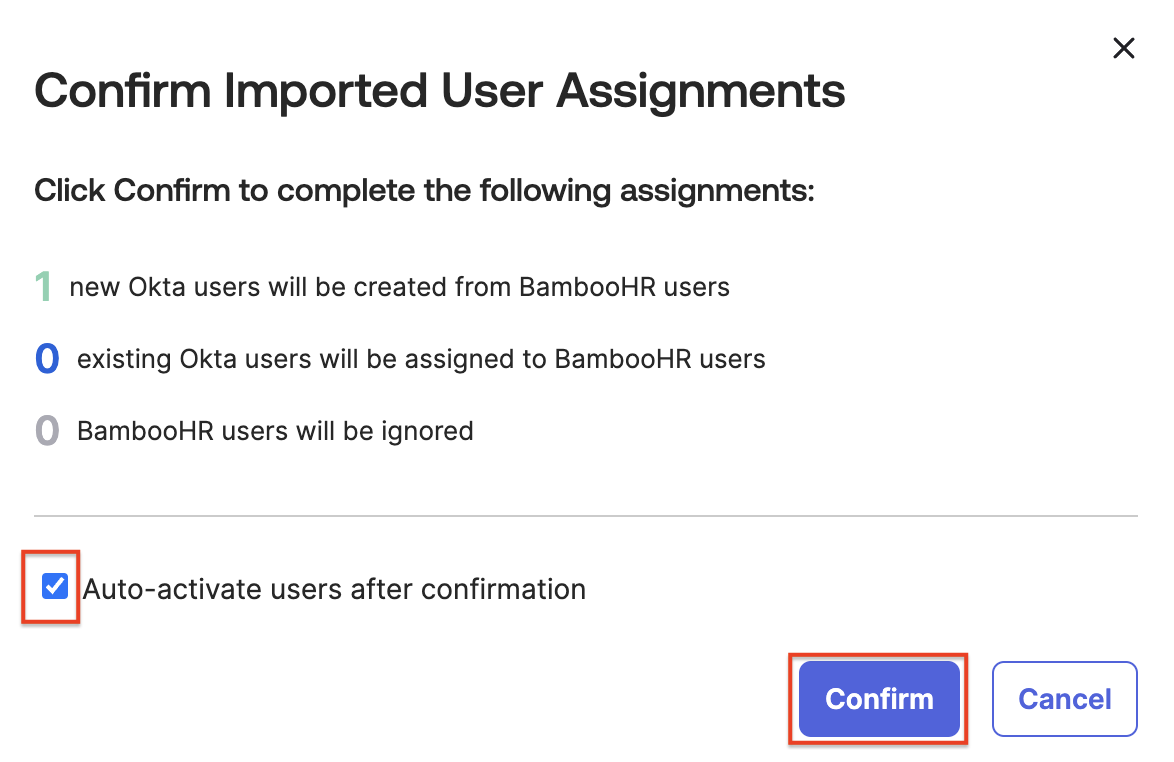 Confirm Imported User Assignments
Click Confirm to complete the following assignments:
1 new Okta users will be created from BambooHR users
0 existing Okta users will be assigned to BambooHR users
0 BambooHR users will be ignored
Auto-activate users after confirmation
Confirm Cancel